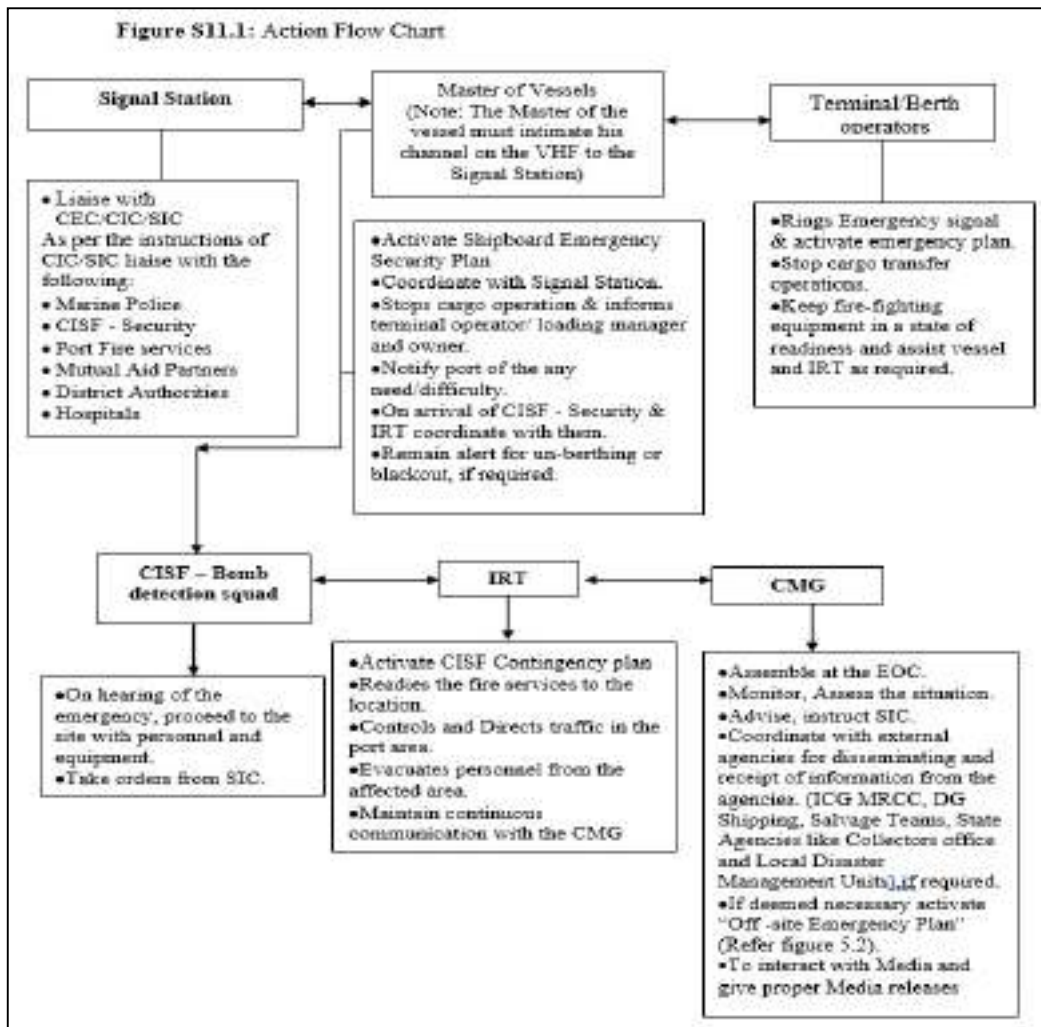 Figure S11.1: Action Flow Chart
Signal Station
Master of Vessels
(Note: The Master of the
vessel must intimate his
channel on the VHF to the
Signal Station)
Terminal/Berth
operators
• Liaise with
CEC/CIC/SIC
As per the instructions of
CIC/SIC liaise with the
following:
• Marine Police
• CISF - Security
• Port Fire services
• Mutual Aid Partners
• District Authorities
• Hospitals
•Activate Shipboard Emergency
Security Plan
•Coordinate with Signal Station.
•Stops cargo operation & informs
terminal operator/ loading manager
and owner.
•Notify port of the any
need/difficulty.
•On arrival of CISF - Security &
IRT coordinate with them.
•Remain alert for un-berthing or
blackout, if required.
•Rings Emergency signal
& activate emergency plan.
•Stop cargo transfer
operations.
•Keep fire-fighting
equipment in a state of
readiness and assist vessel
and IRT as required.
CISF – Bomb
detection squad
IRT
CMG
•On hearing of the
emergency, proceed to the
site with personnel and
equipment.
•Take orders from SIC.
•Activate CISF Contingency plan
•Readies the fire services to the
location.
•Controls and Directs traffic in the
port area.
•Evacuates personnel from the
affected area.
•Maintain continuous
communication with the CMG
•Assemble at the EOC.
•Monitor, Assess the situation.
•Advise, instruct SIC.
•Coordinate with external
agencies for disseminating and
receipt of information from the
agencies. (ICG MRCC, DG
Shipping, Salvage Teams, State
Agencies like Collectors office
and Local Disaster
Management Units),if required.
•If deemed necessary activate
"Off -site Emergency Plan"
(Refer figure 5.2).
•To interact with Media and
give proper Media releases